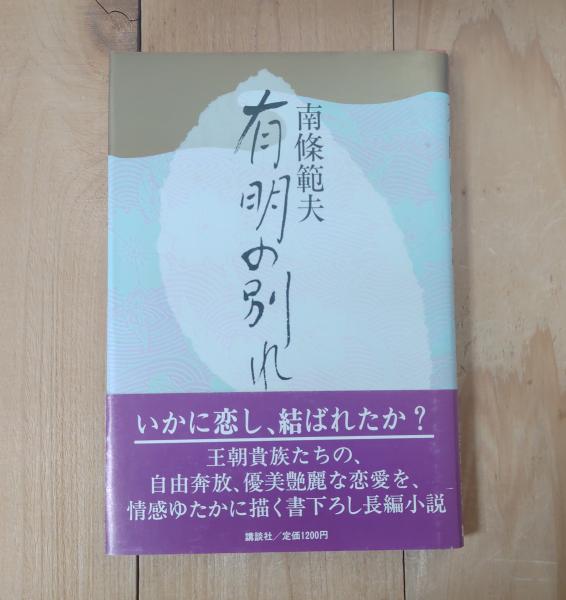 南條範夫
有明の別れ
いかに恋し、結ばれたか?
王朝貴族たちの、
自由奔放、優美艶麗な恋愛を、
情感ゆたかに描く書下ろし長編小説
講談社/定価1200円